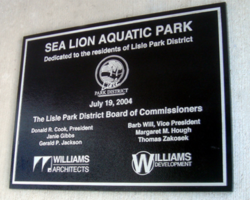 SEA LION AQUATIC PARK
Dedicated to the residents of Lisle Park District
PARK DISTRICT
July 19, 2004
The Lisle Park District Board of Commissioners
Donald R. Cook, President
Janie Gibbs
Gerald P. Jackson
Barb Will, Vice President
Margaret M. Hough
Thomas Zakosek
WILLIAMS
ARCHITECTS
WILLIAMS
DEVELOPMENT